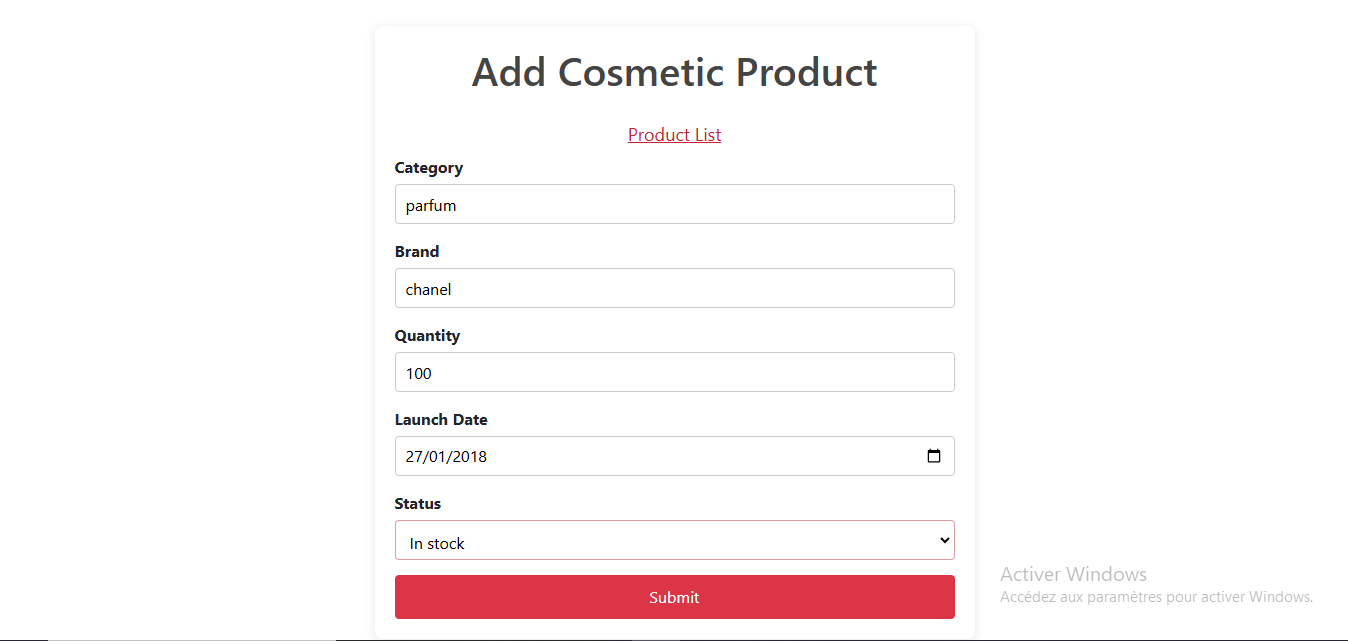 Add Cosmetic Product
Product List
Category
parfum
Brand
chanel
Quantity
100
Launch Date
27/01/2018
Status
In stock
Submit
Activer Windows
Accédez aux paramètres pour activer Windows.